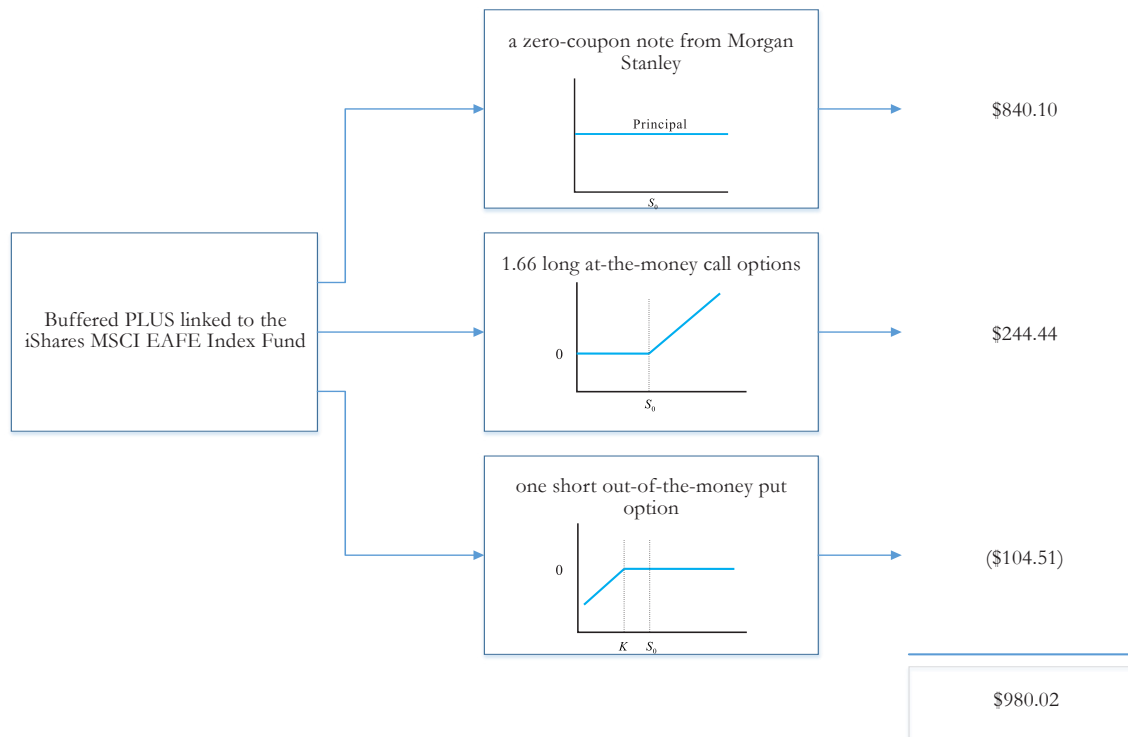 a zero-coupon note from Morgan
Stanley
Principal
S₀
$840.10
Buffered PLUS linked to the
iShares MSCI EAFE Index Fund
1.66 long at-the-money call options
0
S₀
$244.44
one short out-of-the-money put
option
0
K S₀
($104.51)
$980.02